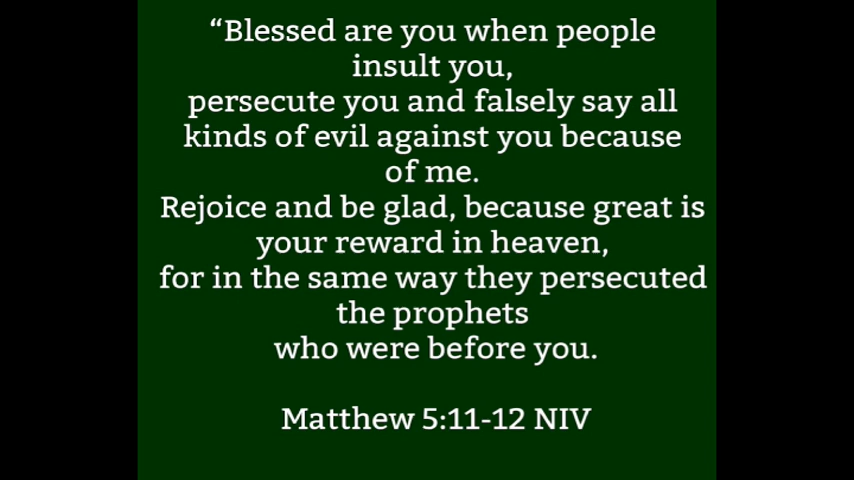 “Blessed are you when people
insult you,
persecute you and falsely say all
kinds of evil against you because
of me.
Rejoice and be glad, because great is
your reward in heaven,
for in the same way they persecuted
the prophets
who were before you.
Matthew 5:11-12 NIV